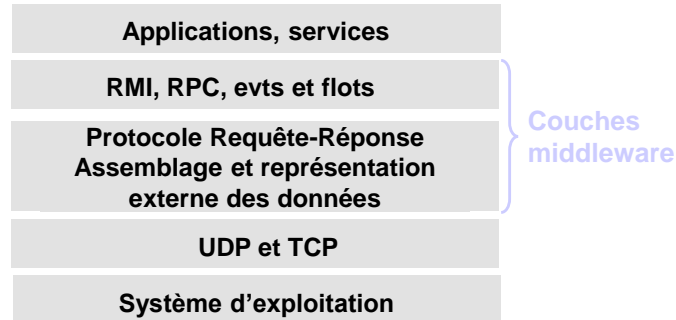 Applications, services
RMI, RPC, evts et flots
Protocole Requête-Réponse
Assemblage et représentation
externe des données
Couches
middleware
UDP et TCP
Système d'exploitation